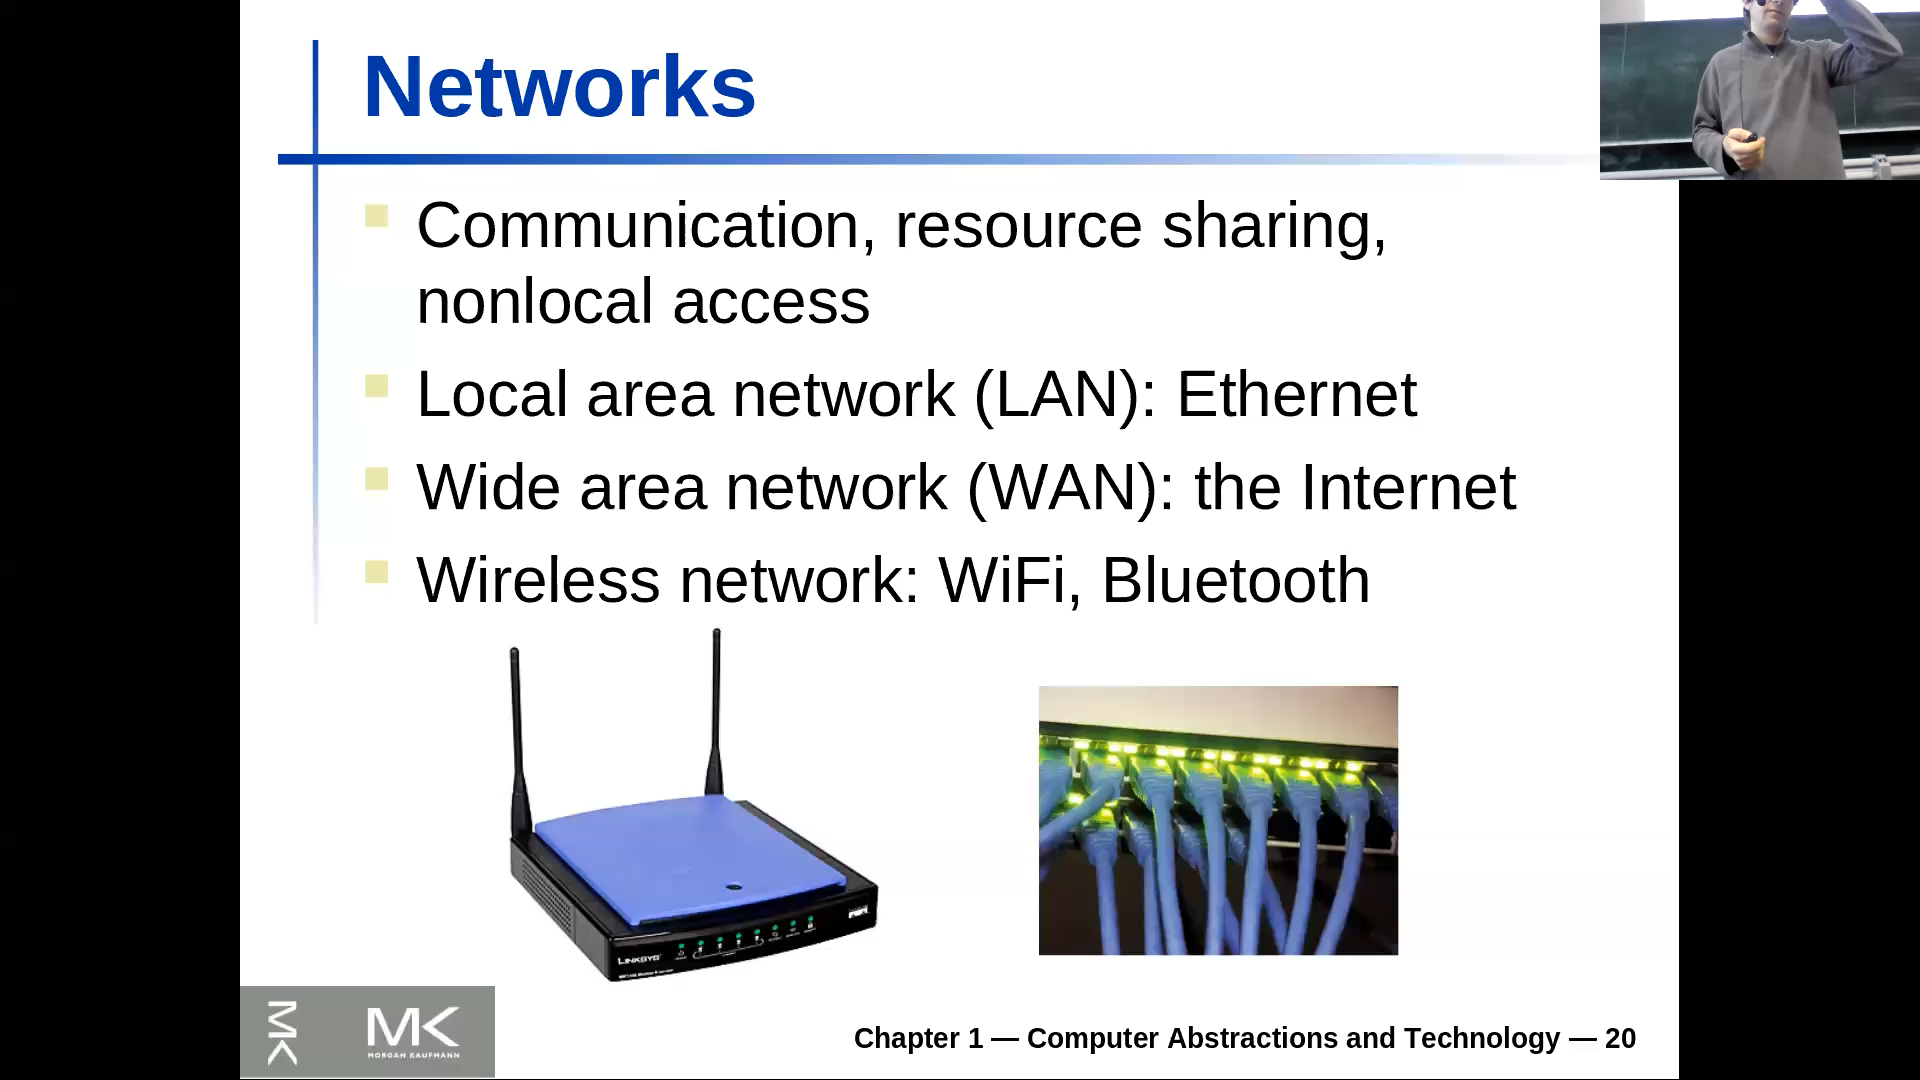 Networks
Communication, resource sharing,
nonlocal access
Local area network (LAN): Ethernet
Wide area network (WAN): the Internet
Wireless network: WiFi, Bluetooth
LINKSYS
MK
MK
MORGAN KAUFMANN
Chapter 1 — Computer Abstractions and Technology — 20